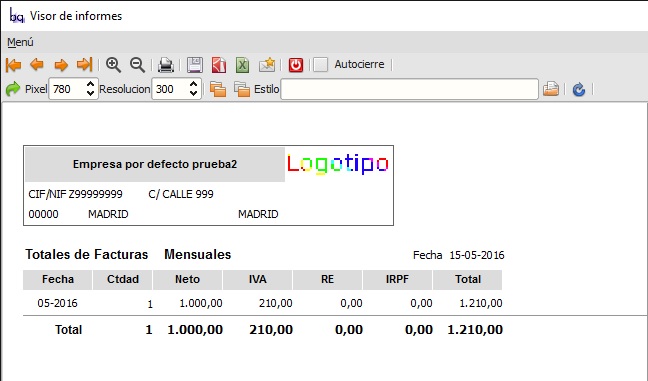 Visor de informes
Menú
Autocierre
Pixel 780 Resolucion 300 Estilo
Empresa por defecto prueba2 Logotipo
CIF/NIF Z99999999 C/ CALLE 999
00000 MADRID MADRID
Totales de Facturas Mensuales Fecha 15-05-2016
Fecha Ctdad Neto IVA RE IRPF Total
05-2016 1 1.000,00 210,00 0,00 0,00 1.210,00
Total 1 1.000,00 210,00 0,00 0,00 1.210,00